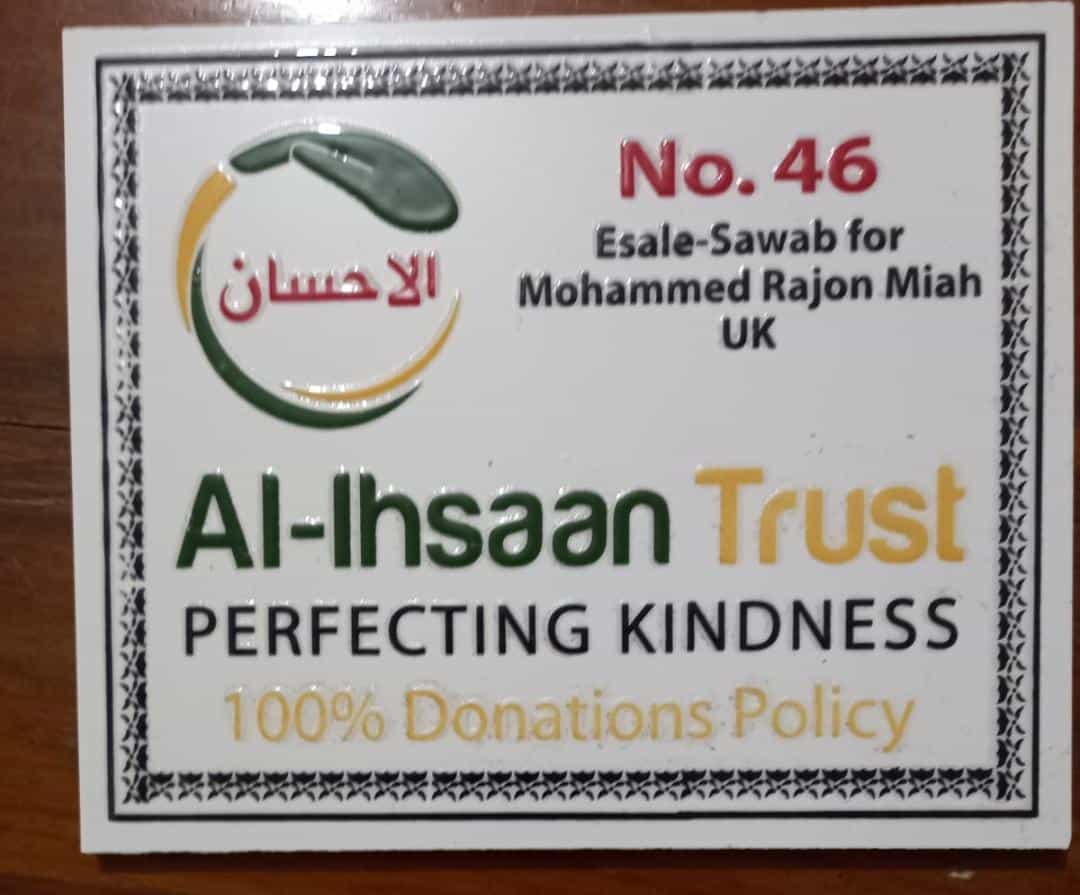 الاحسان
No. 46
Esale-Sawab for
Mohammed Rajon Miah
UK
Al-Ihsaan Trust
PERFECTING KINDNESS
100% Donations Policy